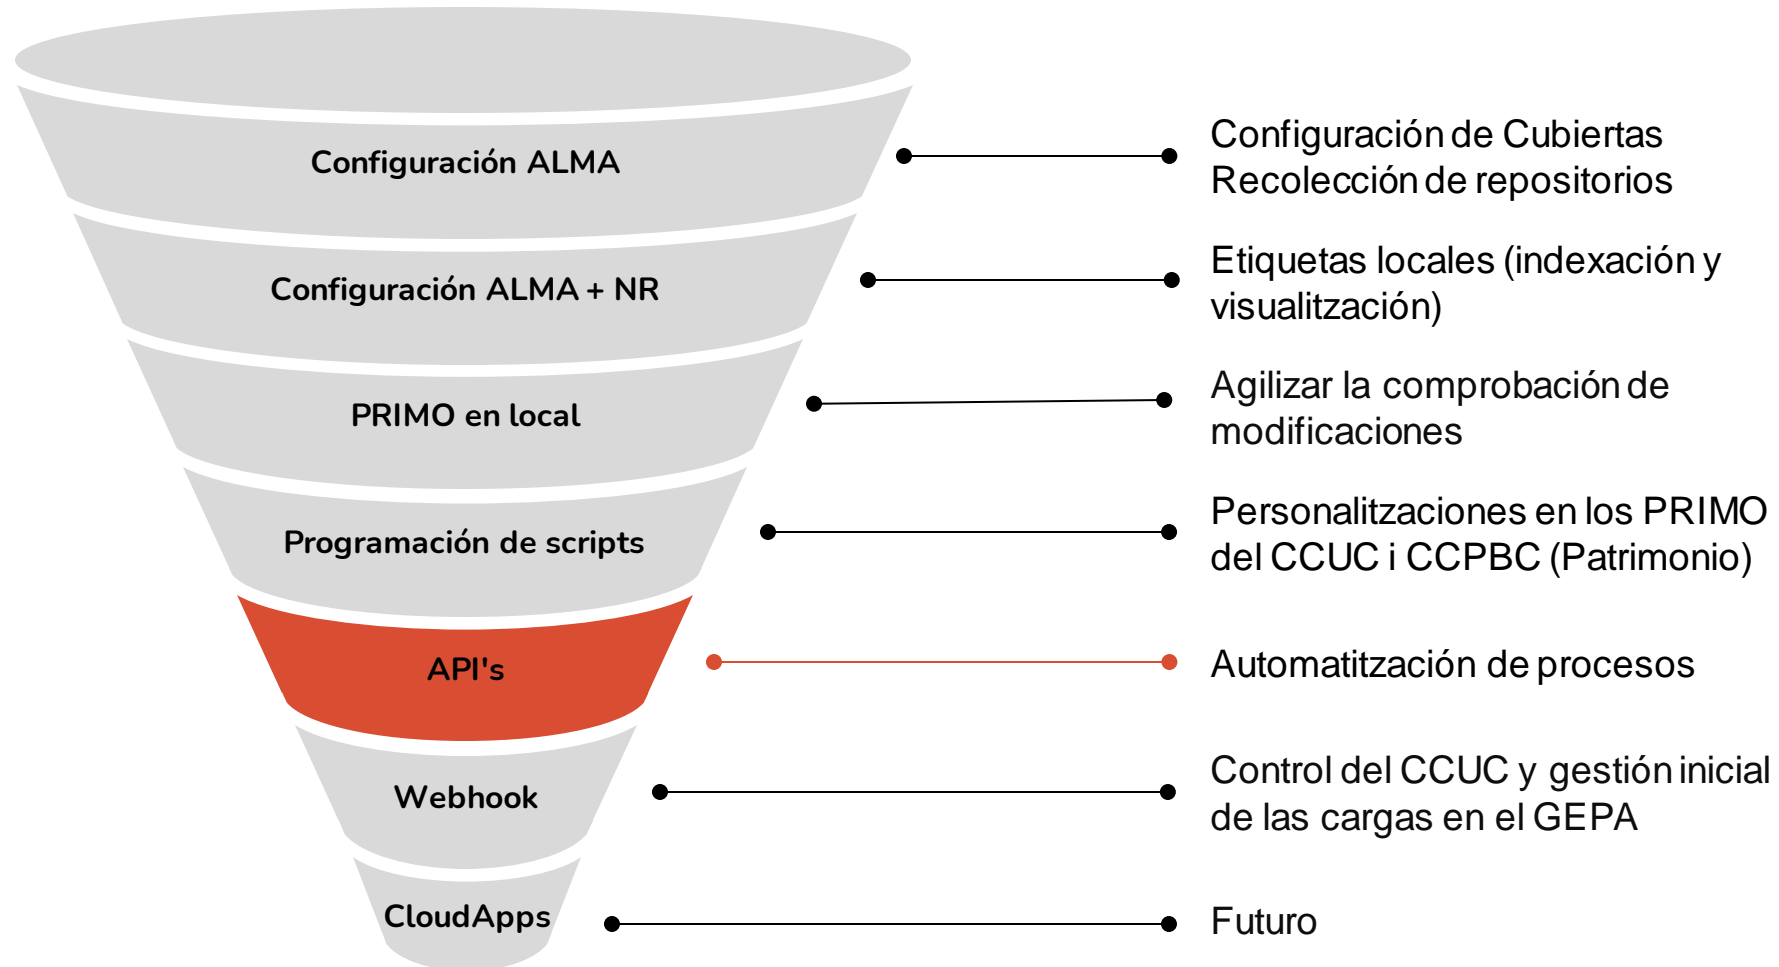 Configuración ALMA
Configuración de Cubiertas
Recolección de repositorios
Configuración ALMA + NR
Etiquetas locales (indexación y
visualitzación)
PRIMO en local
Agilizar la comprobación de
modificaciones
Programación de scripts
Personalitzaciones en los PRIMO
del CCUC i CCPBC (Patrimonio)
API's
Automatitzación de procesos
Webhook
Control del CCUC y gestión inicial
de las cargas en el GEPA
CloudApps
Futuro